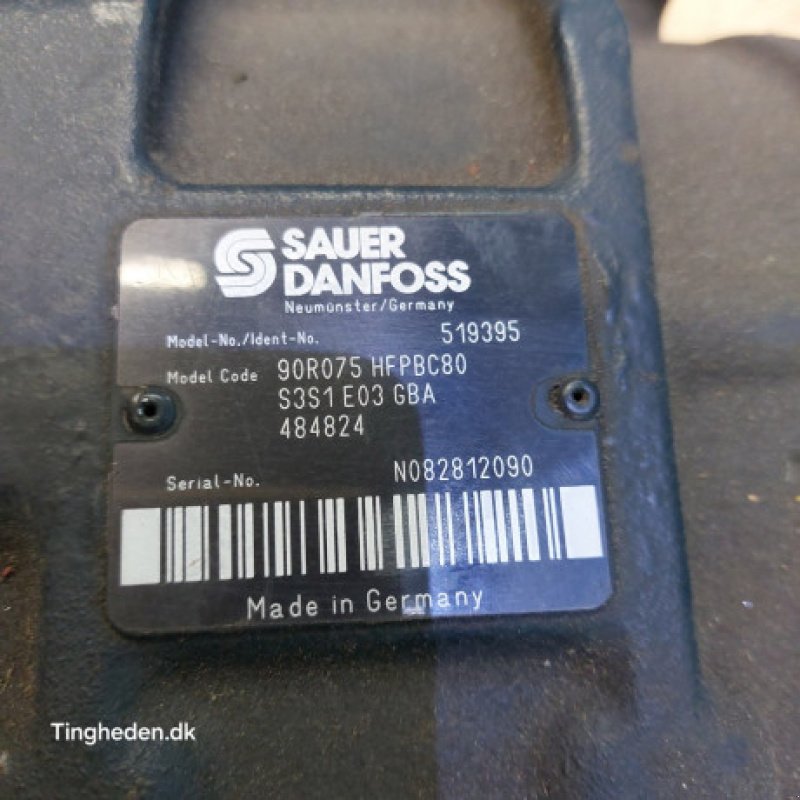 SAUER
DANFOSS
Neumünster/Germany
Model-No./Ident-No. 519395
Model Code 90R075 HFPBC80
S3S1 E03 GBA
484824
Serial-No. N082812090
Made in Germany
Tingheden.dk